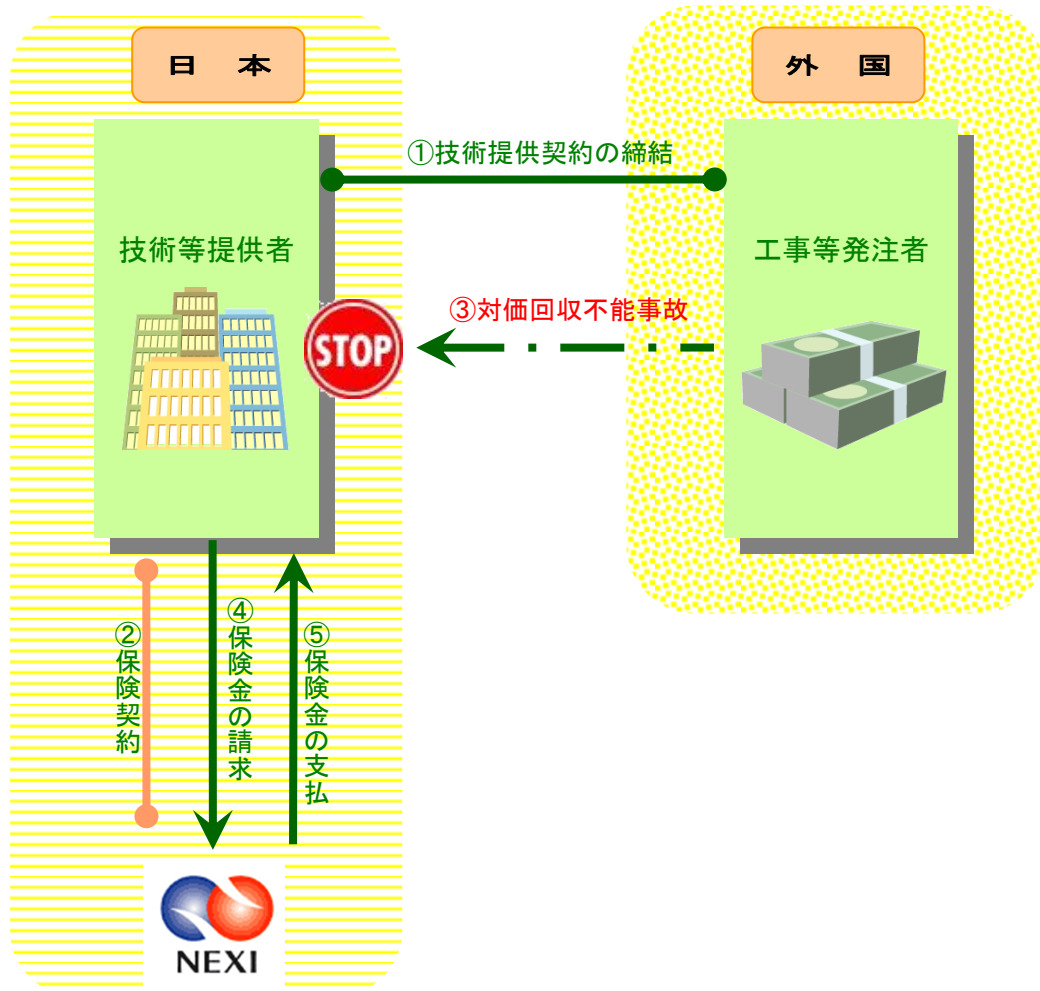 日 本
外 国
①技術提供契約の締結
技術等提供者
工事等発注者
③対価回収不能事故
STOP
②保険契約
④保険金の請求
⑤保険金の支払
NEXI